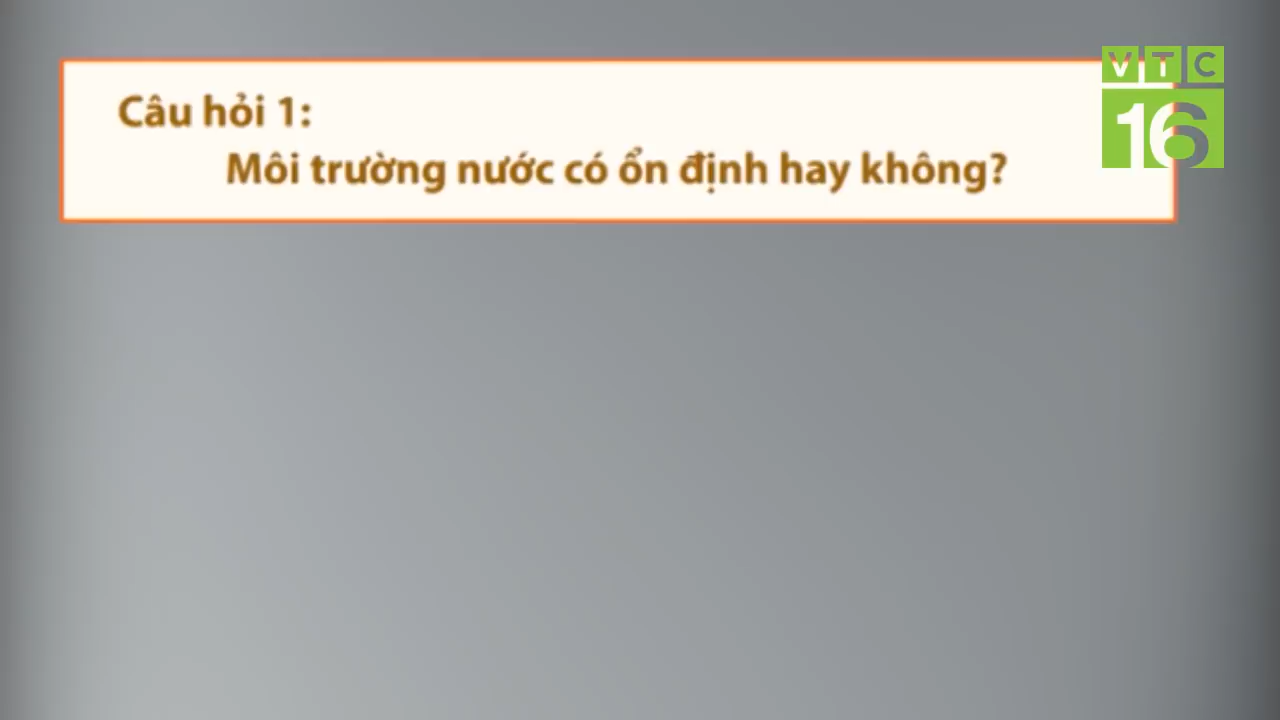 Câu hỏi 1:
Môi trường nước có ổn định hay không?
VTC
16